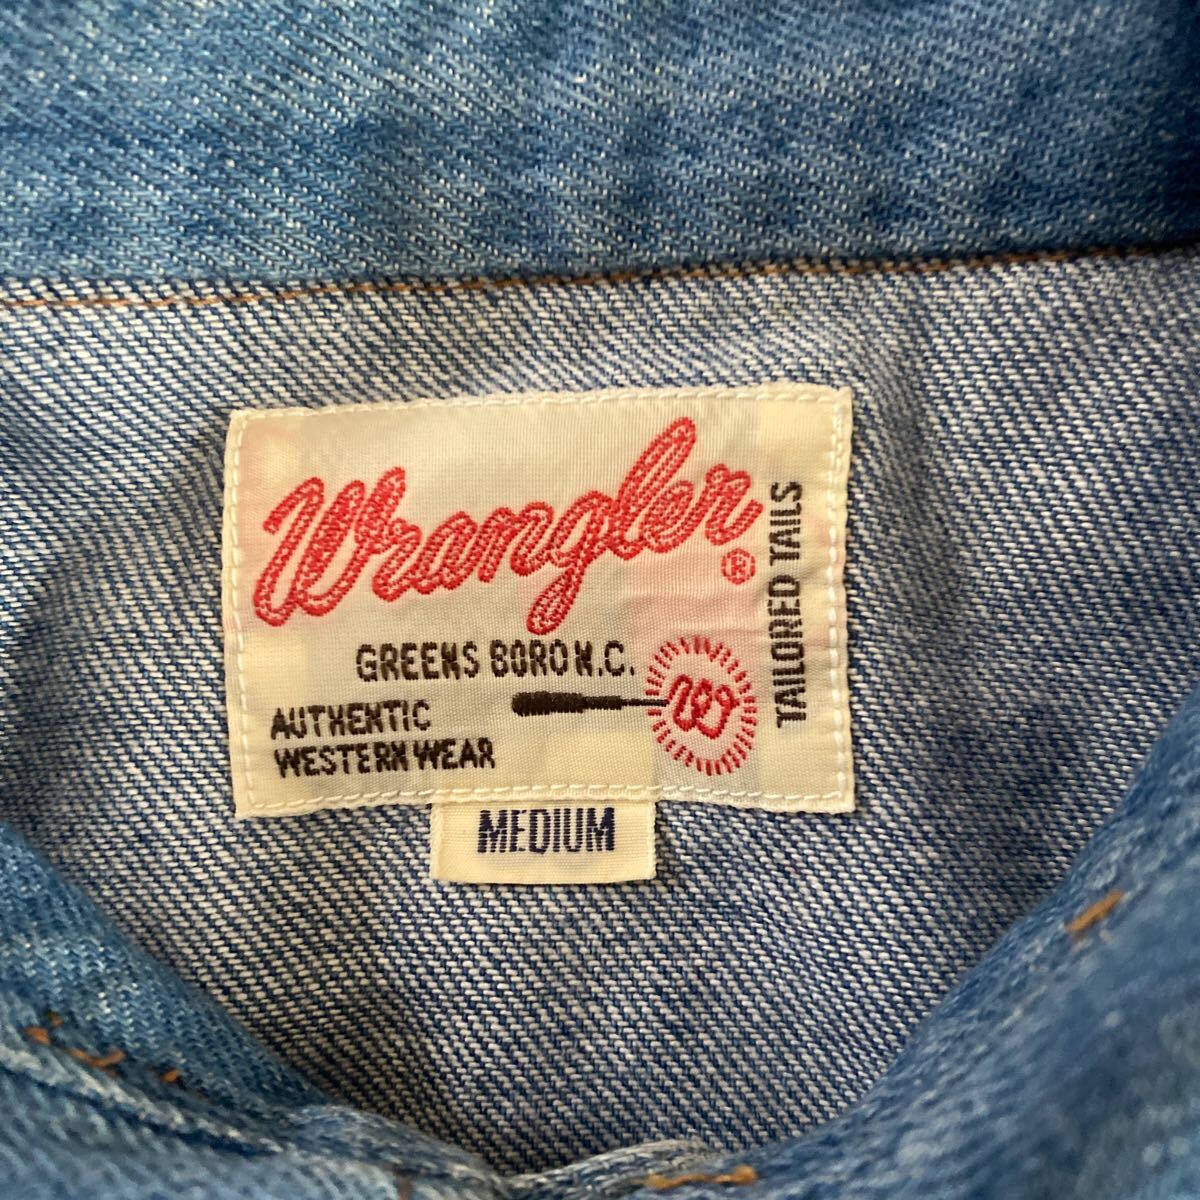 Wrangler®
TAILORED TAILS
GREENS BORO N.C.
W
AUTHENTIC
WESTERN WEAR
MEDIUM